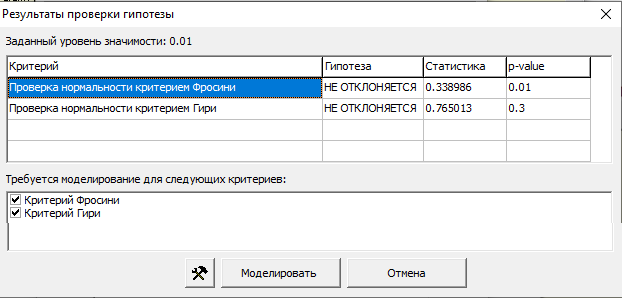 Результаты проверки гипотезы
Заданный уровень значимости: 0.01
Критерий Гипотеза Статистика p-value
Проверка нормальности критерием Фросини НЕ ОТКЛОНЯЕТСЯ 0.338986 0.01
Проверка нормальности критерием Гири НЕ ОТКЛОНЯЕТСЯ 0.765013 0.3
Требуется моделирование для следующих критериев:
Критерий Фросини
Критерий Гири
Моделировать Отмена